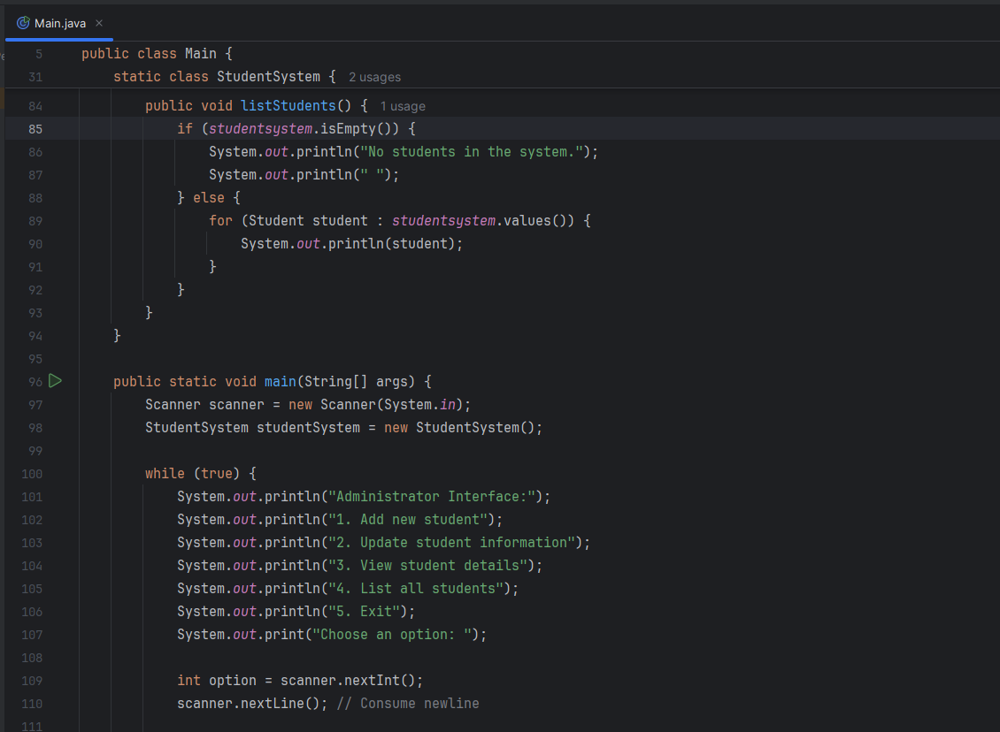 Main.java ×
5 public class Main {
31 static class StudentSystem { 2 usages
84 public void listStudents() { 1 usage
85 if (studentsystem.isEmpty()) {
86 System.out.println("No students in the system.");
87 System.out.println(" ");
88 } else {
89 for (Student student : studentsystem.values()) {
90 System.out.println(student);
91 }
92 }
93 }
94 }
95
96 public static void main(String[] args) {
97 Scanner scanner = new Scanner(System.in);
98 StudentSystem studentSystem = new StudentSystem();
99
100 while (true) {
101 System.out.println("Administrator Interface:");
102 System.out.println("1. Add new student");
103 System.out.println("2. Update student information");
104 System.out.println("3. View student details");
105 System.out.println("4. List all students");
106 System.out.println("5. Exit");
107 System.out.print("Choose an option: ");
108
109 int option = scanner.nextInt();
110 scanner.nextLine(); // Consume newline
111